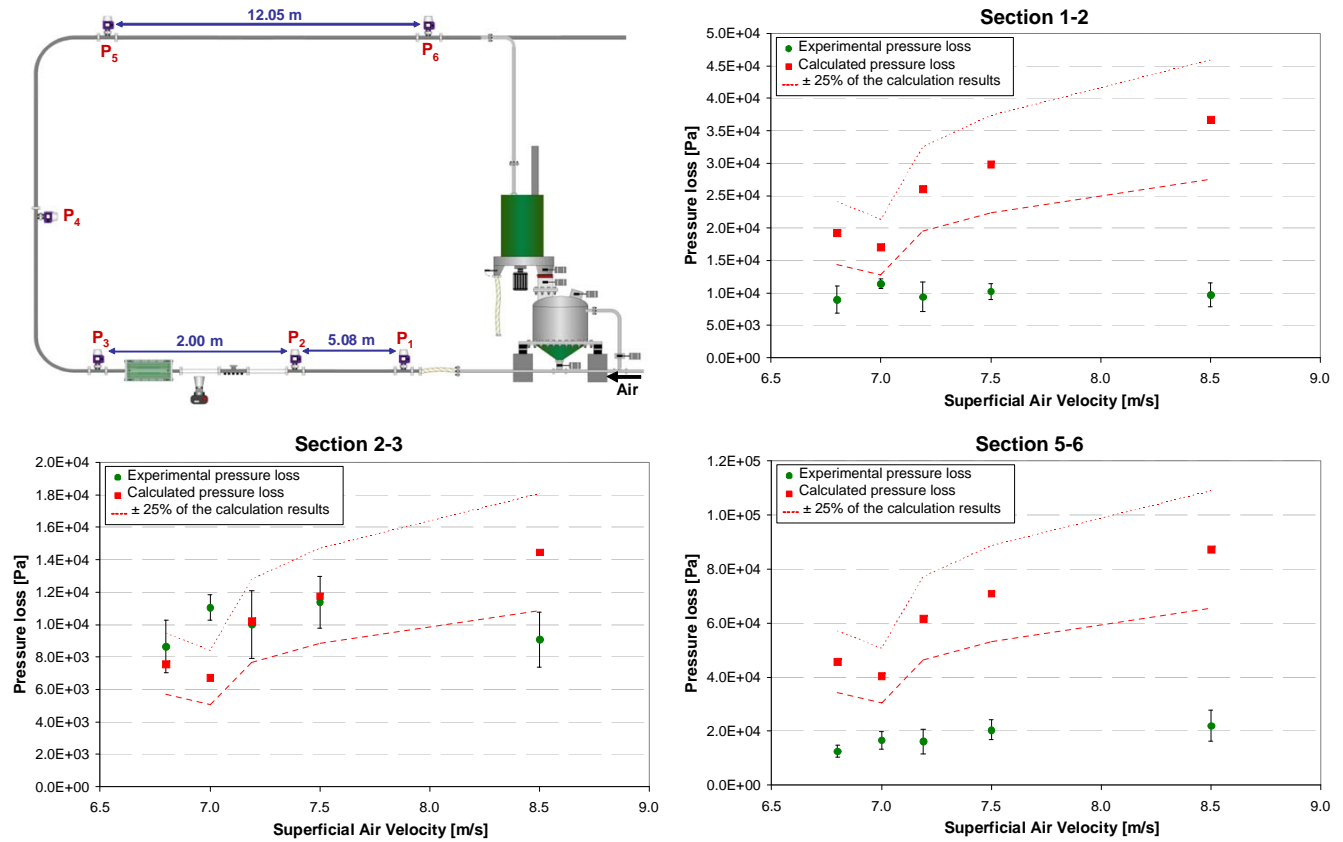 12.05 m
P5
P6
P4
P3
2.00 m
P2
5.08 m
P1
Air
Section 1-2
Experimental pressure loss
Calculated pressure loss
± 25% of the calculation results
Pressure loss [Pa]
5.0E+04
4.5E+04
4.0E+04
3.5E+04
3.0E+04
2.5E+04
2.0E+04
1.5E+04
1.0E+04
5.0E+03
0.0E+00
6.5 7.0 7.5 8.0 8.5 9.0
Superficial Air Velocity [m/s]
Section 2-3
Experimental pressure loss
Calculated pressure loss
± 25% of the calculation results
Pressure loss [Pa]
2.0E+04
1.8E+04
1.6E+04
1.4E+04
1.2E+04
1.0E+04
8.0E+03
6.0E+03
4.0E+03
2.0E+03
0.0E+00
6.5 7.0 7.5 8.0 8.5 9.0
Superficial Air Velocity [m/s]
Section 5-6
Experimental pressure loss
Calculated pressure loss
± 25% of the calculation results
Pressure loss [Pa]
1.2E+05
1.0E+05
8.0E+04
6.0E+04
4.0E+04
2.0E+04
0.0E+00
6.5 7.0 7.5 8.0 8.5 9.0
Superficial Air Velocity [m/s]